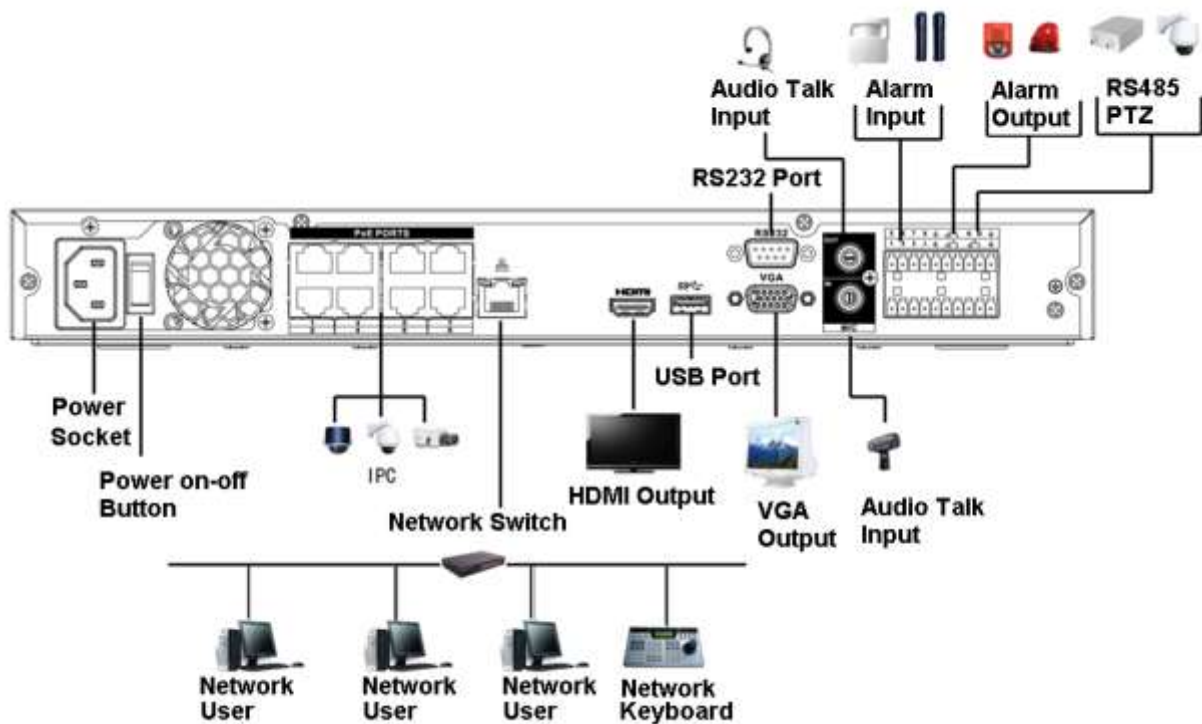 Audio Talk
Input
Alarm
Input
Alarm
Output
RS485
PTZ
RS232 Port
PoE PORTS
RS232
HDMI
VGA
MIC
USB Port
Power
Socket
Power on-off
Button
IPC
Network Switch
HDMI Output
VGA
Output
Audio Talk
Input
Network
User
Network
User
Network
User
Network
Keyboard